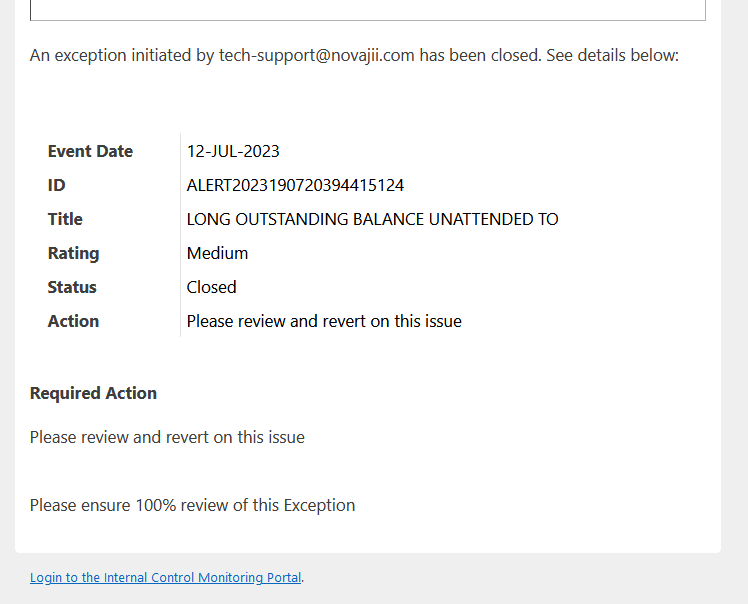 An exception initiated by tech-support@novajii.com has been closed. See details below:
Event Date 12-JUL-2023
ID ALERT2023190720394415124
Title LONG OUTSTANDING BALANCE UNATTENDED TO
Rating Medium
Status Closed
Action Please review and revert on this issue
Required Action
Please review and revert on this issue
Please ensure 100% review of this Exception
Login to the Internal Control Monitoring Portal.